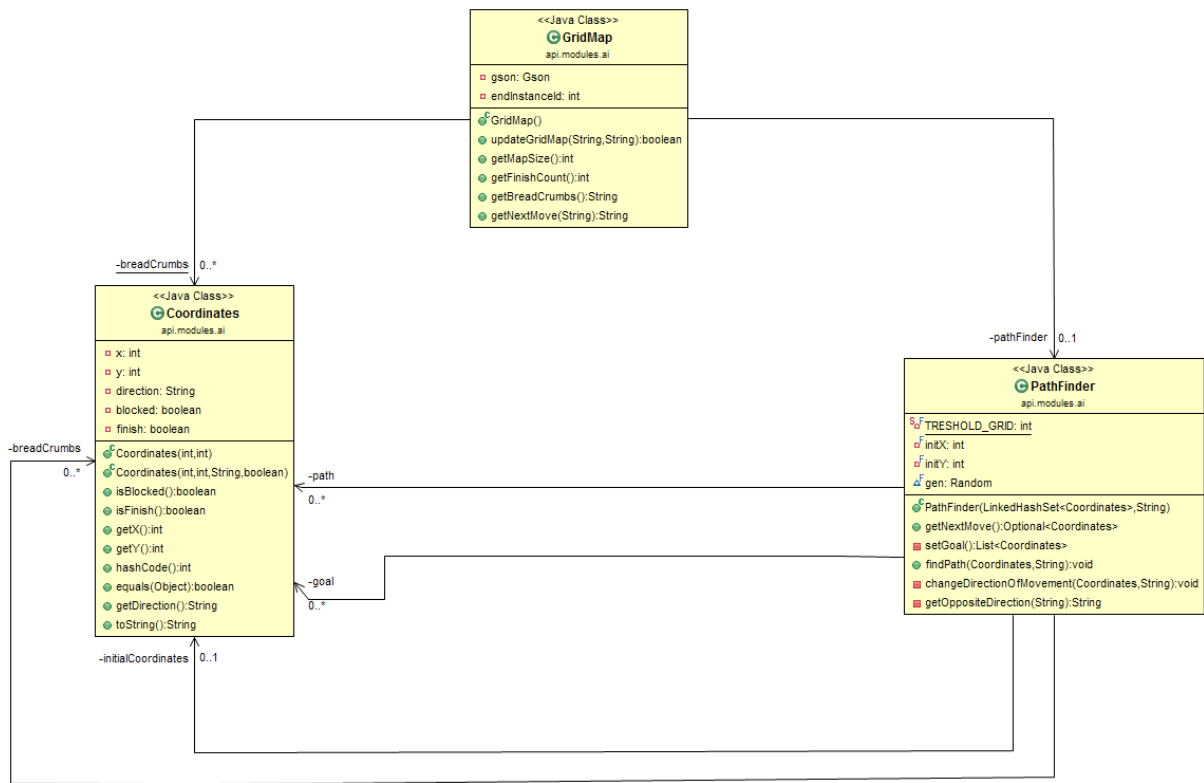 <<Java Class>>
GridMap
api.modules.ai
gson: Gson
endInstanceId: int
GridMap()
updateGridMap(String,String):boolean
getMapSize():int
getFinishCount():int
getBreadCrumbs():String
getNextMove(String):String
-breadCrumbs
0..*
-pathFinder
0..1
<<Java Class>>
Coordinates
api.modules.ai
x: int
y: int
direction: String
blocked: boolean
finish: boolean
Coordinates(int,int)
Coordinates(int,int,String,boolean)
isBlocked():boolean
isFinish():boolean
getX():int
getY():int
hashCode():int
equals(Object):boolean
getDirection():String
toString():String
<<Java Class>>
PathFinder
api.modules.ai
TRESHOLD_GRID: int
initX: int
initY: int
gen: Random
PathFinder(LinkedHashSet<Coordinates>,String)
getNextMove():Optional<Coordinates>
setGoal():List<Coordinates>
findPath(Coordinates,String):void
changeDirectionOfMovement(Coordinates,String):void
getOppositeDirection(String):String
-breadCrumbs
0..*
-path
0..*
-goal
0..*
-initialCoordinates
0..1